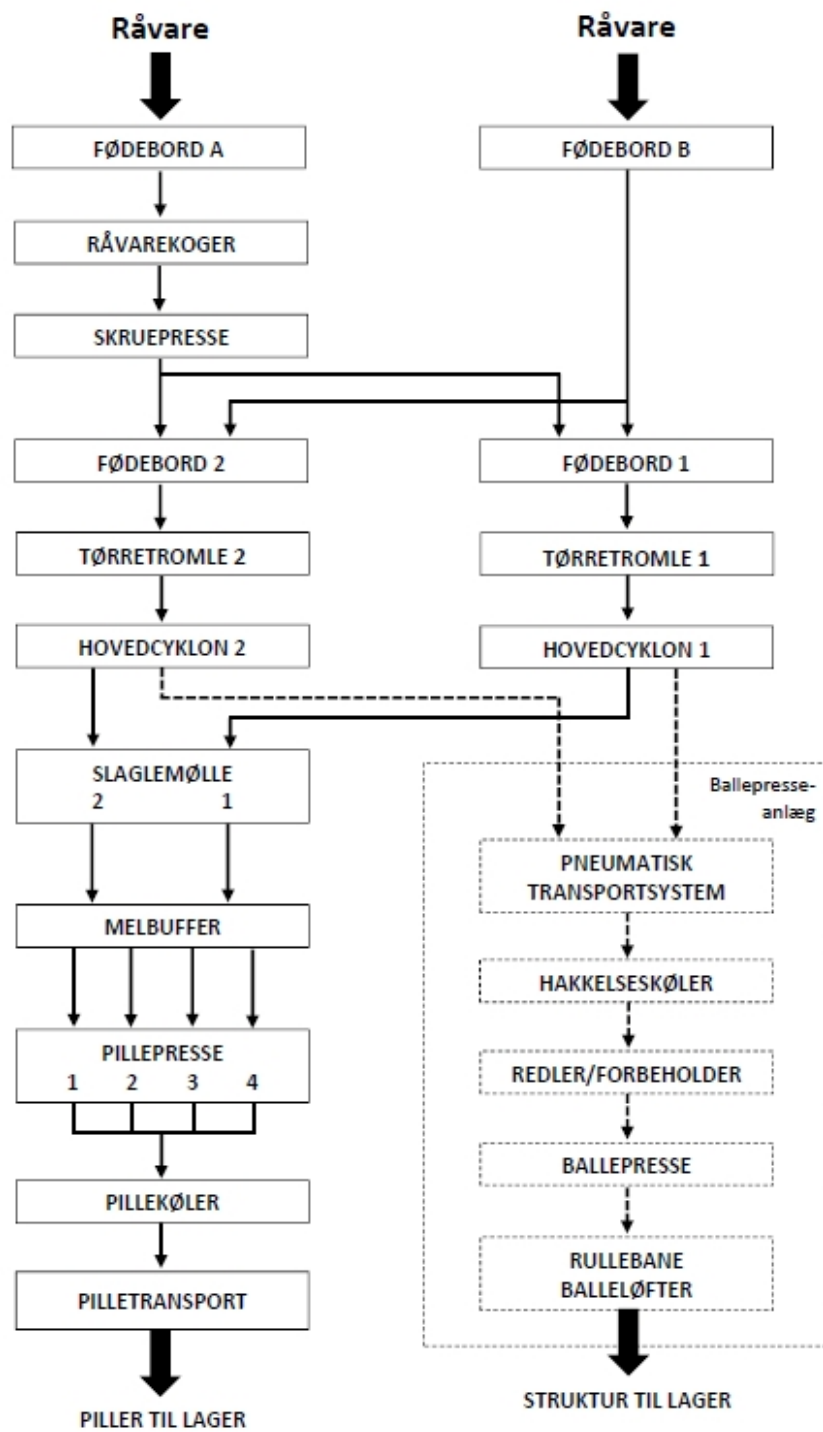 Råvare
Råvare
FØDEBORD A
FØDEBORD B
RÅVAREKOGER
SKRUEPRESSE
FØDEBORD 2
FØDEBORD 1
TØRRETROMLE 2
TØRRETROMLE 1
HOVEDCYKLON 2
HOVEDCYKLON 1
SLAGLEMØLLE
2 1
Ballepresse-
anlæg
PNEUMATISK
TRANSPORTSYSTEM
MELBUFFER
HAKKELSESKØLER
PILLEPRESSE
1 2 3 4
REDLER/FORBEHOLDER
BALLEPRESSE
PILLEKØLER
RULLEBANE
BALLELØFTER
PILLETRANSPORT
STRUKTUR TIL LAGER
PILLER TIL LAGER